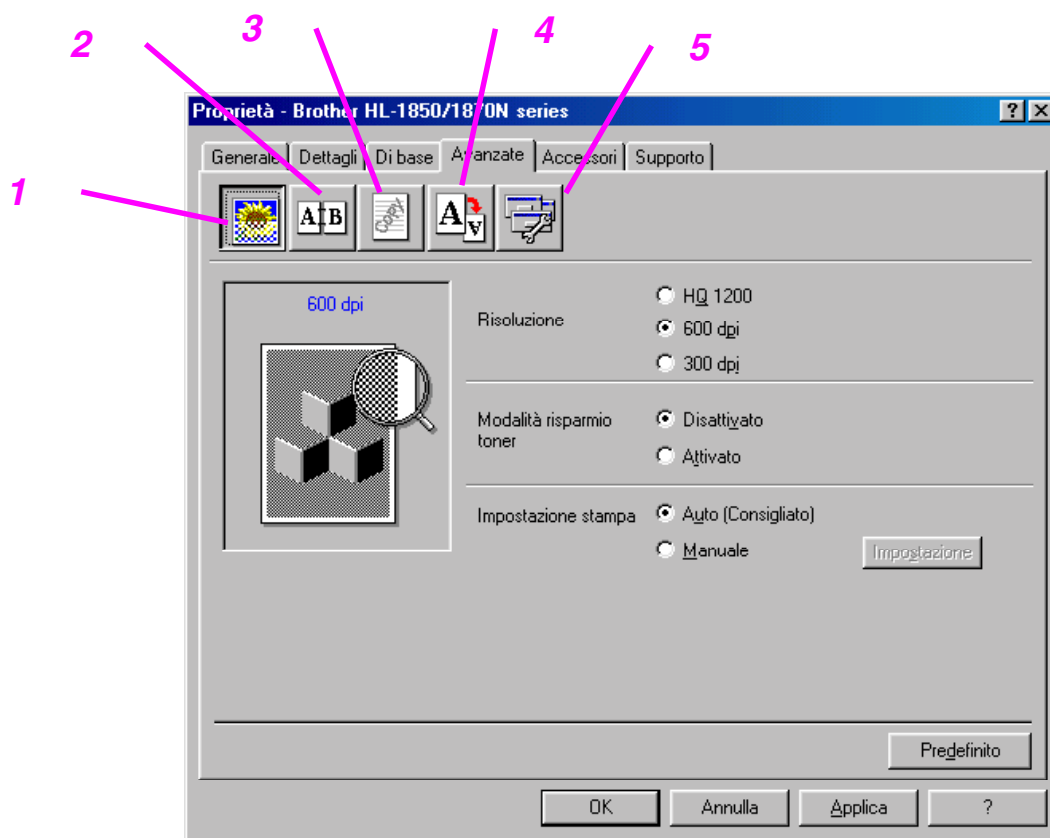 2
3
4
5
1
Proprietà - Brother HL-1850/1870N series
Generale Dettagli Di base Avanzate Accessori Supporto
A B
COPY
A A
600 dpi
Risoluzione
HQ 1200
600 dpi
300 dpi
Modalità risparmio
toner
Disattivato
Attivato
Impostazione stampa
Auto (Consigliato)
Manuale
Impostazione
Predefinito
OK Annulla Applica ?